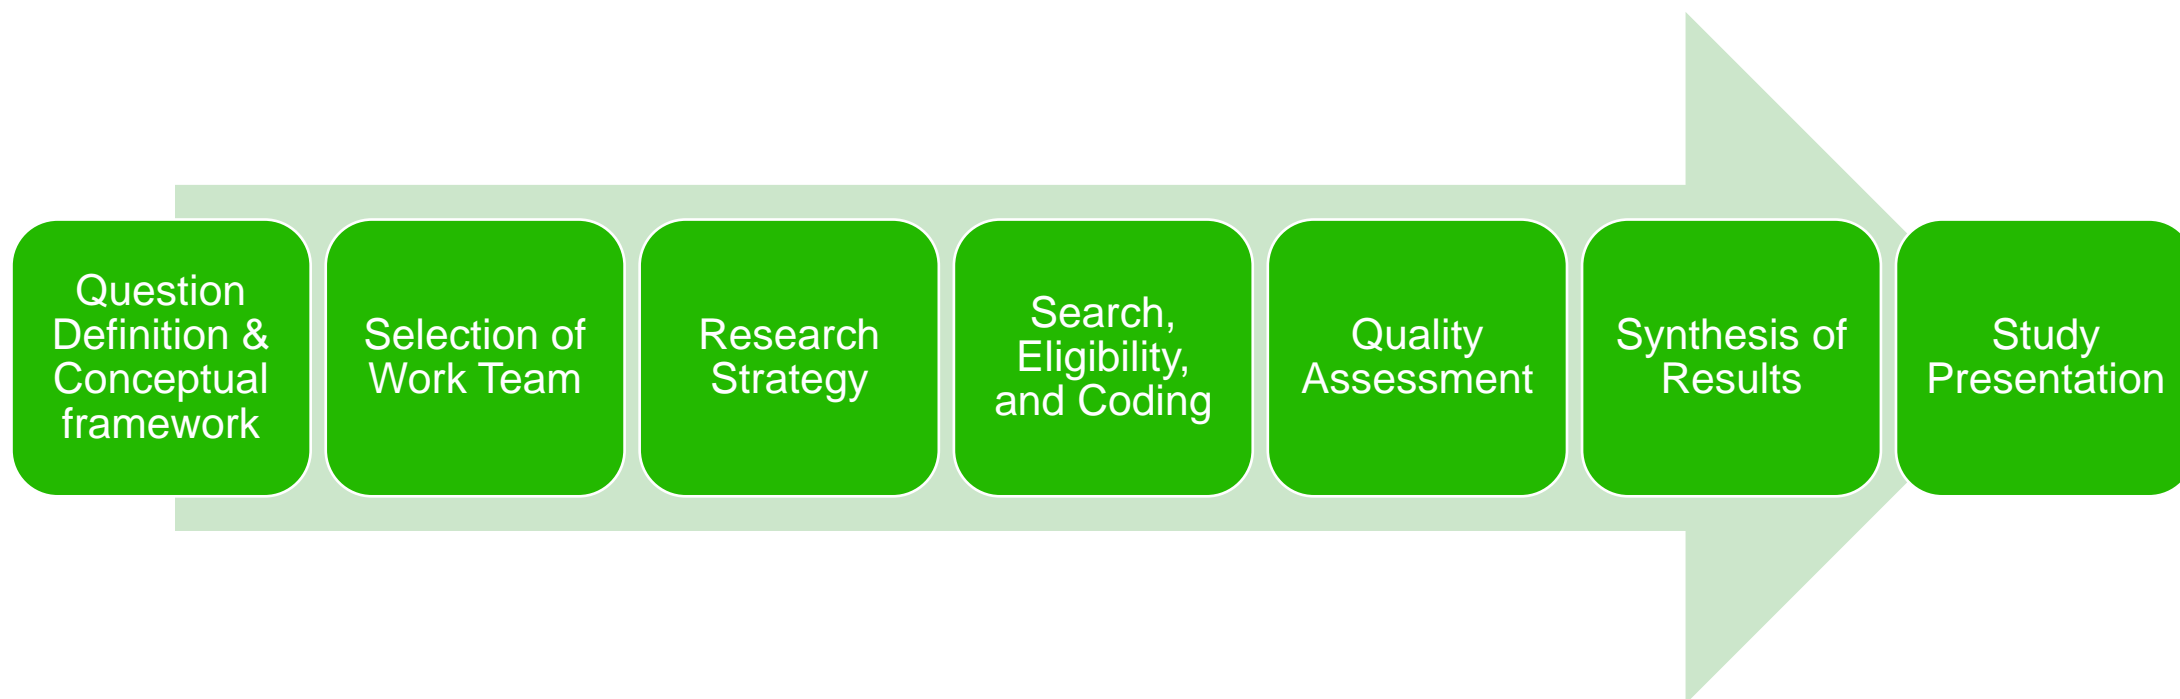 Question
Definition &
Conceptual
framework
Selection of
Work Team
Research
Strategy
Search,
Eligibility,
and Coding
Quality
Assessment
Synthesis of
Results
Study
Presentation